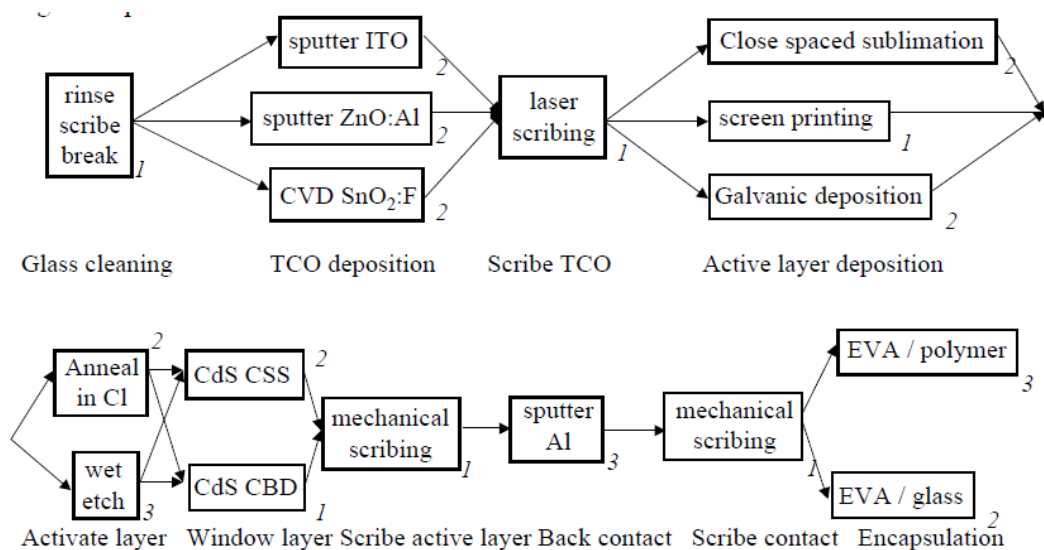 sputter ITO
2
Close spaced sublimation
2
rinse
scribe
break
1
sputter ZnO:Al
2
laser
scribing
1
screen printing
1
CVD SnO₂:F
2
Galvanic deposition
2
Glass cleaning
TCO deposition
Scribe TCO
Active layer deposition
Anneal
in Cl
2
CdS CSS
2
EVA / polymer
3
mechanical
scribing
1
sputter
Al
3
mechanical
scribing
1
wet
etch
3
CdS CBD
1
EVA / glass
2
Activate layer
Window layer
Scribe active layer
Back contact
Scribe contact
Encapsulation